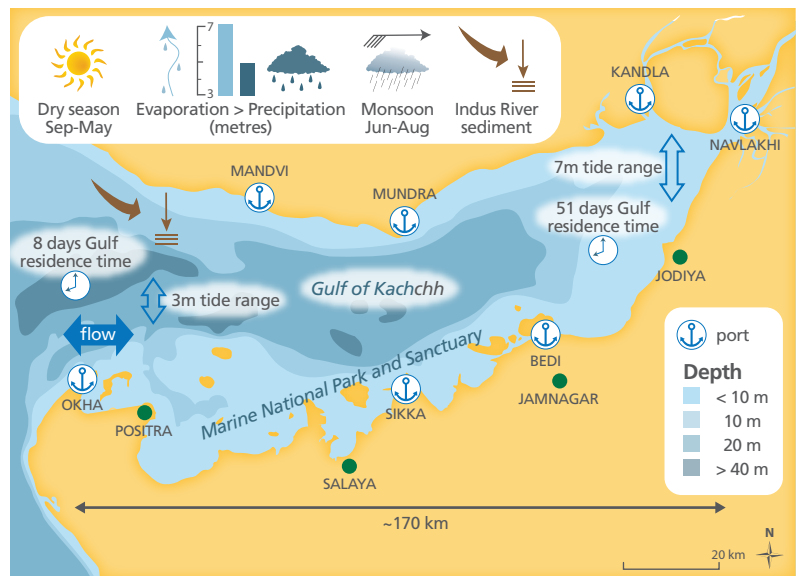 7
3
Dry season
Sep-May
Evaporation > Precipitation
(metres)
Monsoon
Jun-Aug
Indus River
sediment
KANDLA
NAVLAKHI
MANDVI
MUNDRA
7m tide range
51 days Gulf
residence time
8 days Gulf
residence time
JODIYA
Gulf of Kachchh
3m tide range
flow
port
BEDI
Depth
JAMNAGAR
Marine National Park and Sanctuary
OKHA
SIKKA
POSITRA
< 10 m
10 m
20 m
> 40 m
SALAYA
~170 km
N
20 km